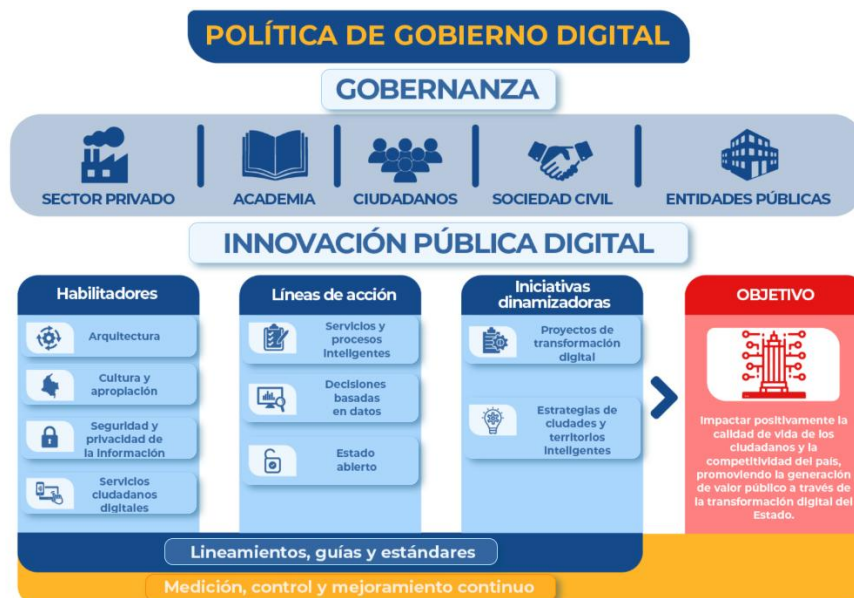 POLÍTICA DE GOBIERNO DIGITAL
GOBERNANZA
SECTOR PRIVADO
ACADEMIA
CIUDADANOS
SOCIEDAD CIVIL
ENTIDADES PÚBLICAS
INNOVACIÓN PÚBLICA DIGITAL
Habilitadores
Arquitectura
Cultura y
apropiación
Seguridad y
privacidad de
la información
Servicios
ciudadanos
digitales
Líneas de acción
Servicios y
procesos
inteligentes
Decisiones
basadas
en datos
Estado
abierto
Iniciativas
dinamizadoras
Proyectos de
transformación
digital
Estrategias de
ciudades y
territorios
inteligentes
OBJETIVO
Impactar positivamente la
calidad de vida de los
ciudadanos y la
competitividad del país,
promoviendo la generación
de valor público a través de
la transformación digital del
Estado.
Lineamientos, guías y estándares
Medición, control y mejoramiento continuo